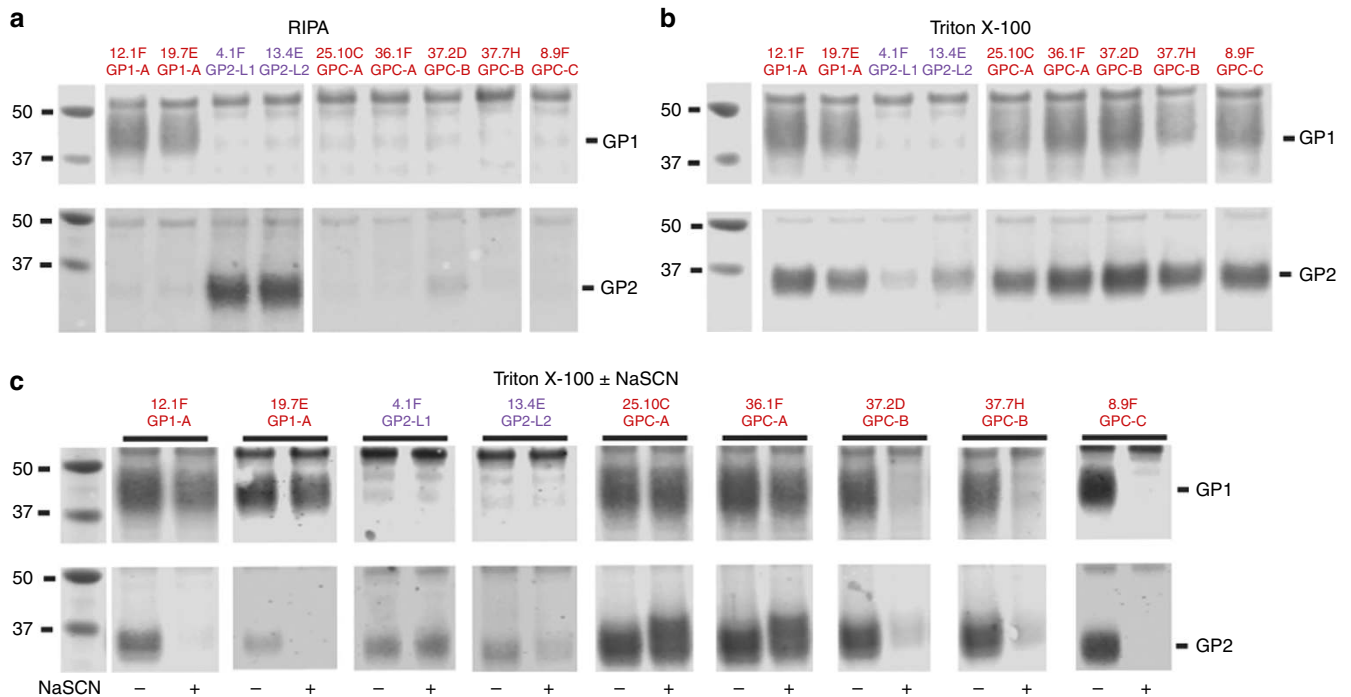 a
RIPA
12.1F 19.7E 4.1F 13.4E 25.10C 36.1F 37.2D 37.7H 8.9F
GP1-A GP1-A GP2-L1 GP2-L2 GPC-A GPC-A GPC-B GPC-B GPC-C
50
37
GP1
50
37
GP2
b
Triton X-100
12.1F 19.7E 4.1F 13.4E 25.10C 36.1F 37.2D 37.7H 8.9F
GP1-A GP1-A GP2-L1 GP2-L2 GPC-A GPC-A GPC-B GPC-B GPC-C
50
37
GP1
50
37
GP2
c
Triton X-100 ± NaSCN
12.1F 19.7E 4.1F 13.4E 25.10C 36.1F 37.2D 37.7H 8.9F
GP1-A GP1-A GP2-L1 GP2-L2 GPC-A GPC-A GPC-B GPC-B GPC-C
50
37
GP1
50
37
GP2
NaSCN – + – + – + – + – + – + – + – + – +